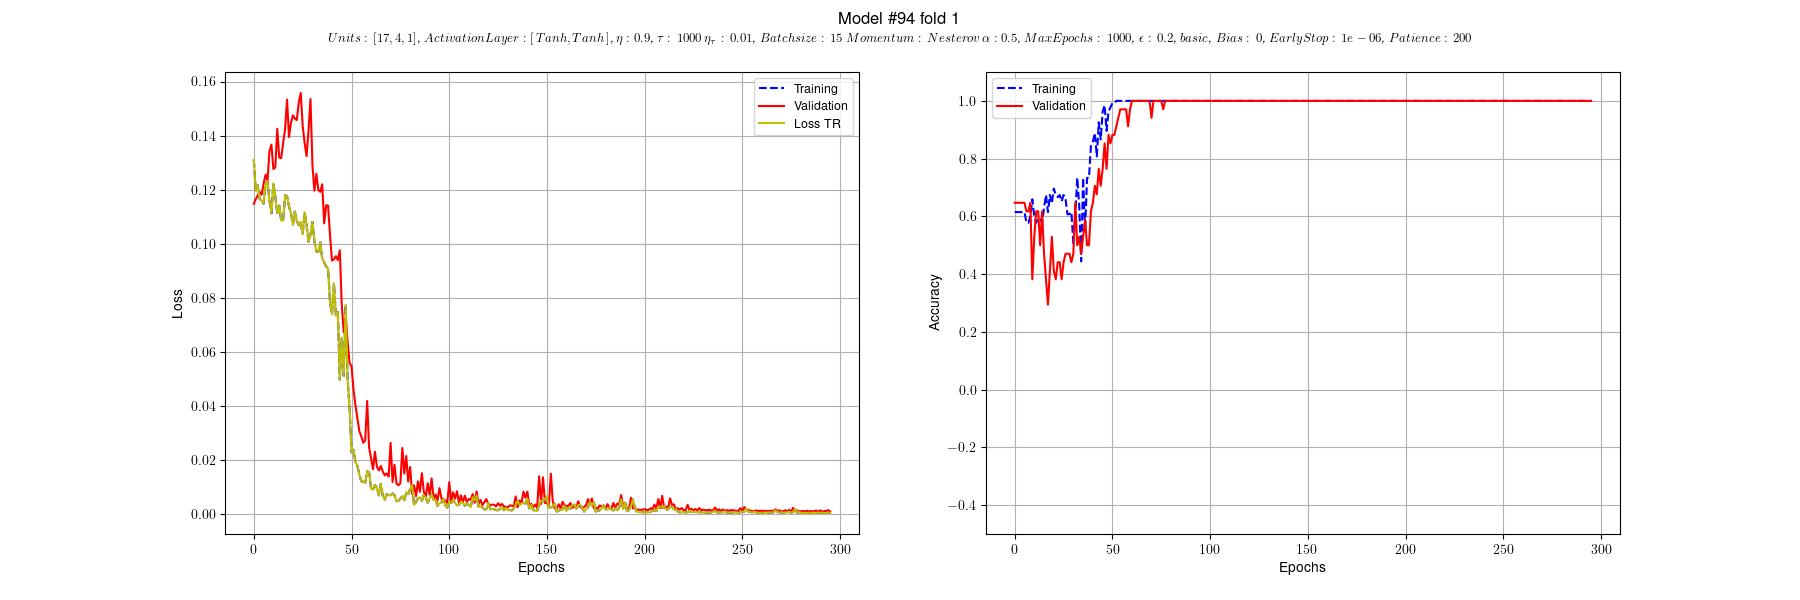 Model #94 fold 1
Units : [17, 4, 1], ActivationLayer : [Tanh, Tanh], η : 0.9, τ : 1000 ητ : 0.01, Batchsize : 15 Momentum : Nesterov α : 0.5, MaxEpochs : 1000, ϵ : 0.2, basic, Bias : 0, EarlyStop : 1e − 06, Patience : 200
0.16
0.14
0.12
0.10
0.08
0.06
0.04
0.02
0.00
Loss
Training
Validation
Loss TR
0 50 100 150 200 250 300
Epochs
1.0
0.8
0.6
0.4
0.2
0.0
−0.2
−0.4
Accuracy
Training
Validation
0 50 100 150 200 250 300
Epochs